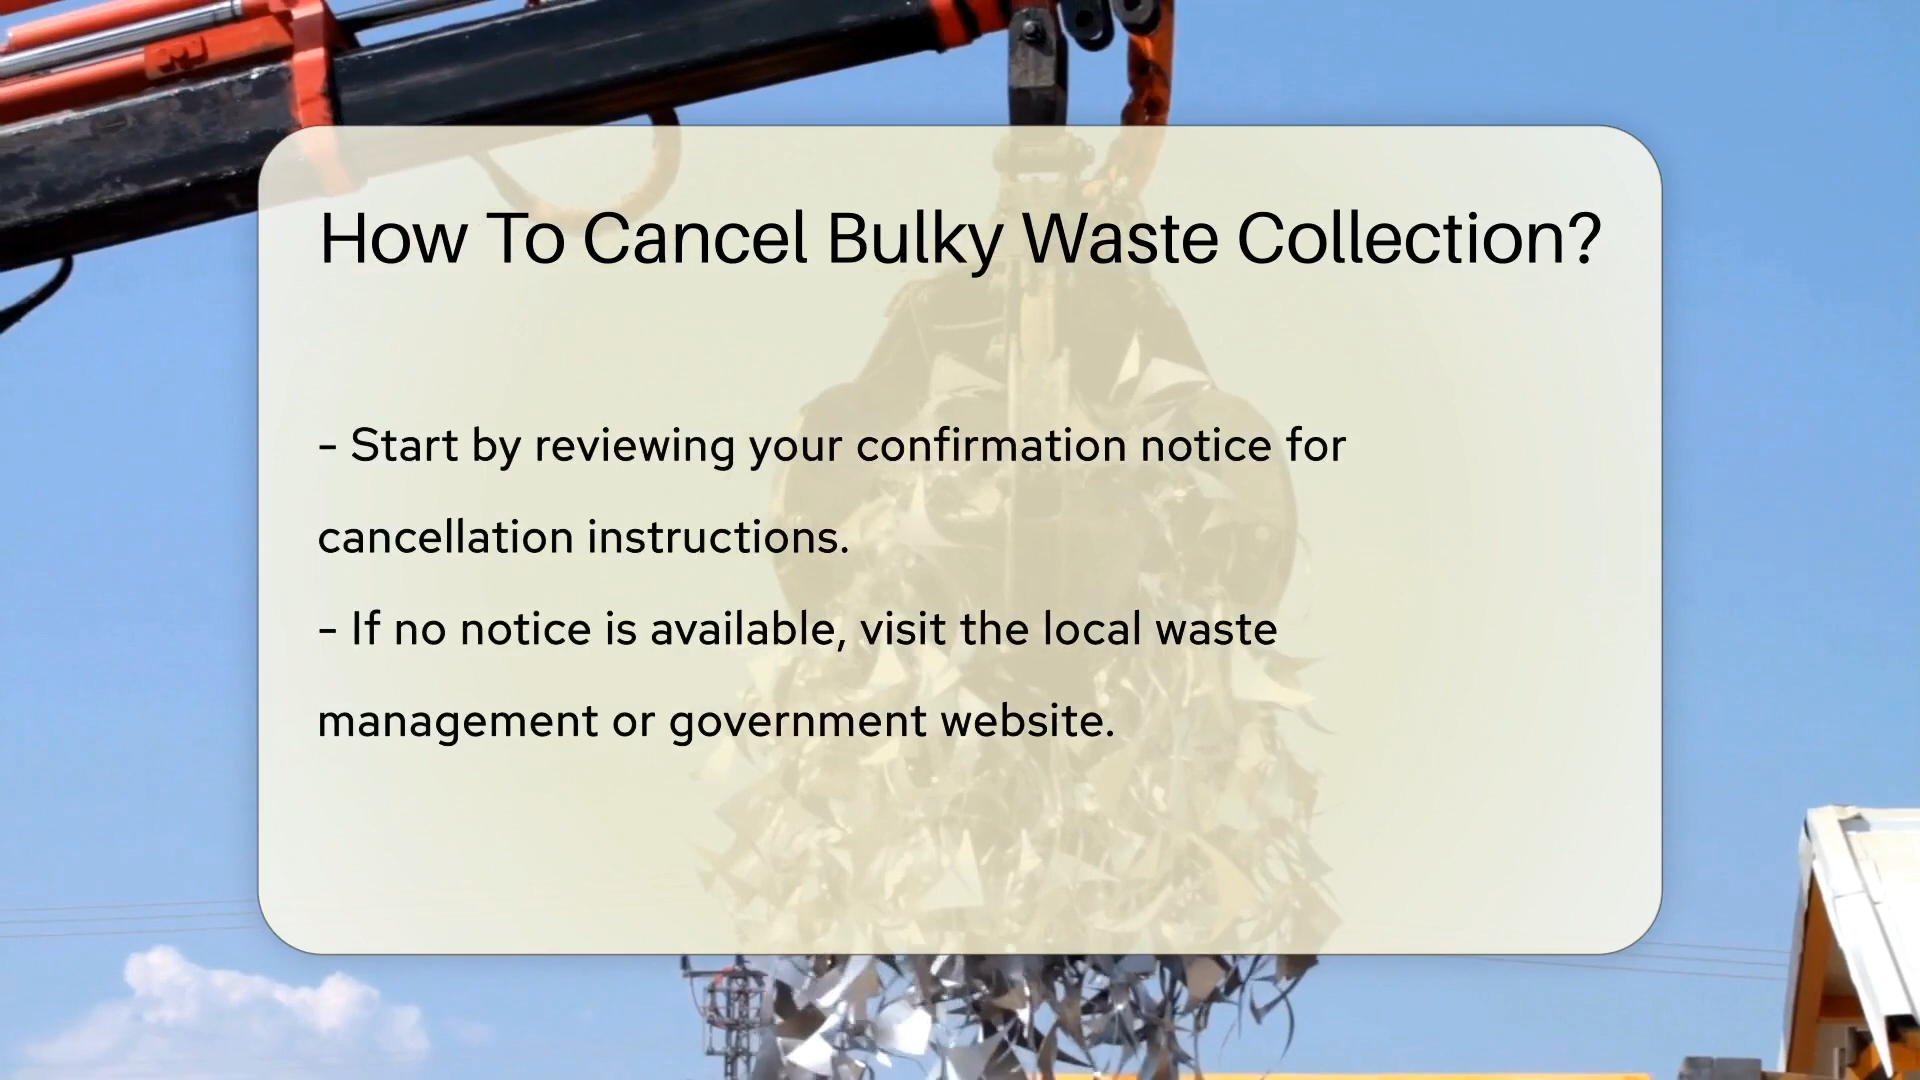 How To Cancel Bulky Waste Collection?
- Start by reviewing your confirmation notice for
cancellation instructions.
- If no notice is available, visit the local waste
management or government website.